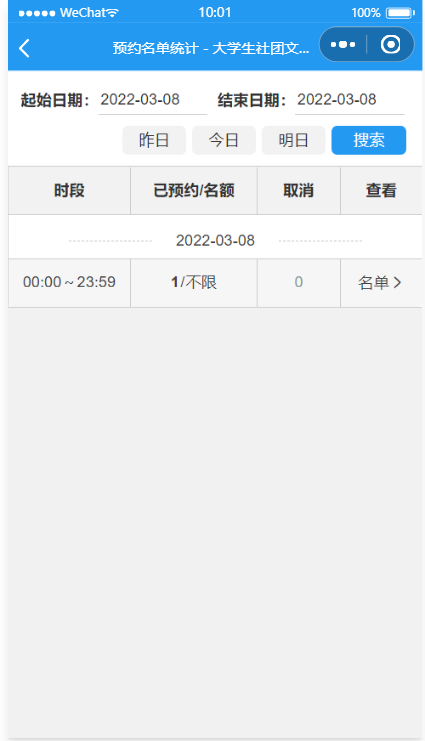 WeChat 10:01 100%
预约名单统计 - 大学生社团文...
起始日期： 2022-03-08 结束日期： 2022-03-08
昨日 今日 明日 搜索
时段 已预约/名额 取消 查看
2022-03-08
00:00 ~ 23:59 1/不限 0 名单